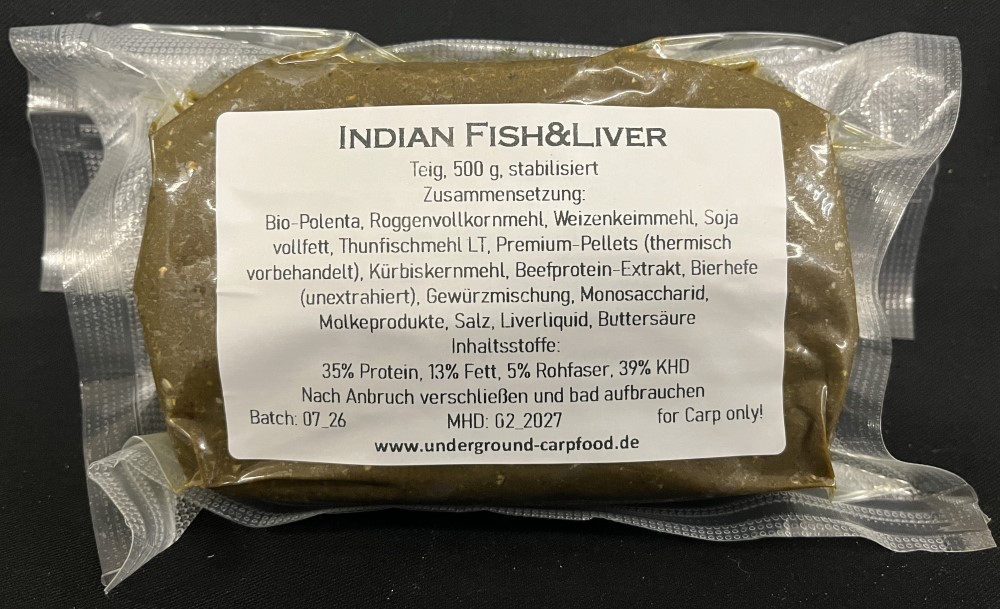 INDIAN FISH&LIVER
Teig, 500 g, stabilisiert
Zusammensetzung:
Bio-Polenta, Roggenvollkornmehl, Weizenkeimmehl, Soja
vollfett, Thunfischmehl LT, Premium-Pellets (thermisch
vorbehandelt), Kürbiskernmehl, Beefprotein-Extrakt, Bierhefe
(unextrahiert), Gewürzmischung, Monosaccharid,
Molkeprodukte, Salz, Liverliquid, Buttersäure
Inhaltsstoffe:
35% Protein, 13% Fett, 5% Rohfaser, 39% KHD
Nach Anbruch verschließen und bad aufbrauchen
Batch: 07_26 MHD: 02_2027 for Carp only!
www.underground-carpfood.de